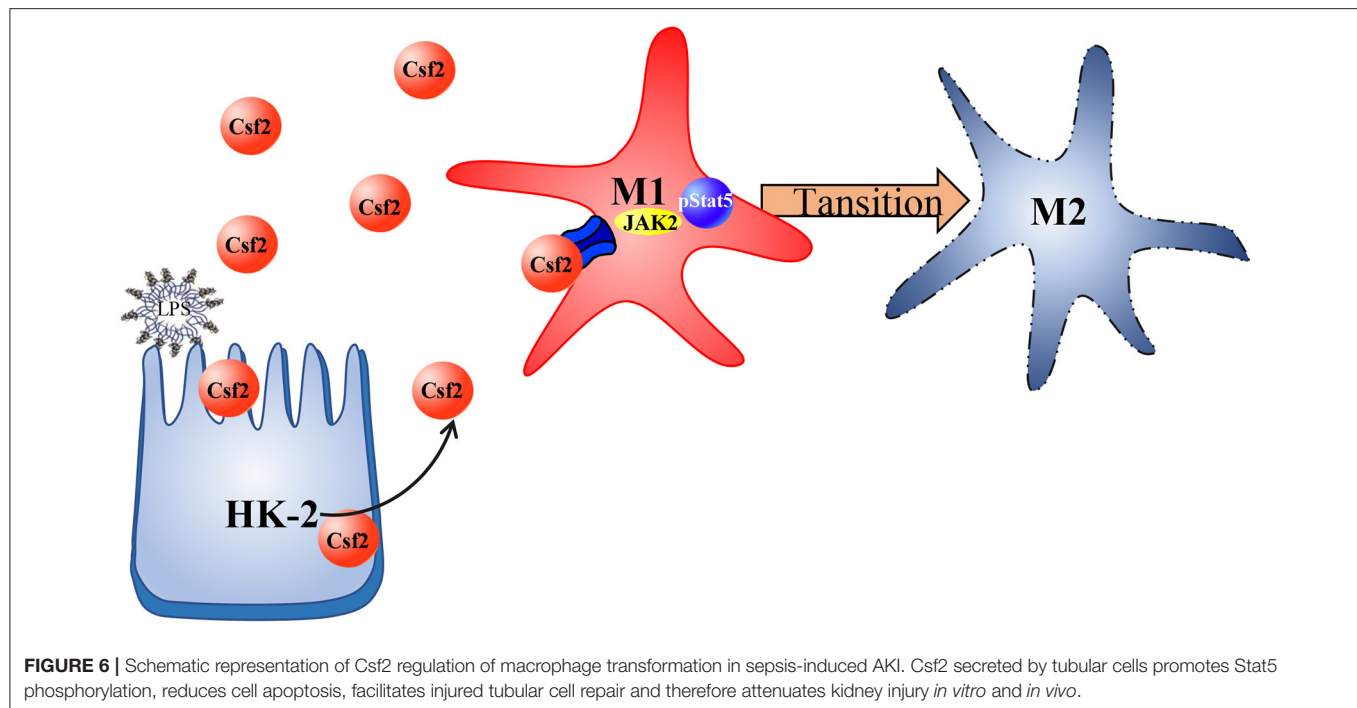 Csf2
Csf2
Csf2
Csf2
M1
pStat5
JAK2
Csf2
Tansition
M2
LPS
Csf2
Csf2
HK-2
Csf2
FIGURE 6 | Schematic representation of Csf2 regulation of macrophage transformation in sepsis-induced AKI. Csf2 secreted by tubular cells promotes Stat5
phosphorylation, reduces cell apoptosis, facilitates injured tubular cell repair and therefore attenuates kidney injury in vitro and in vivo.